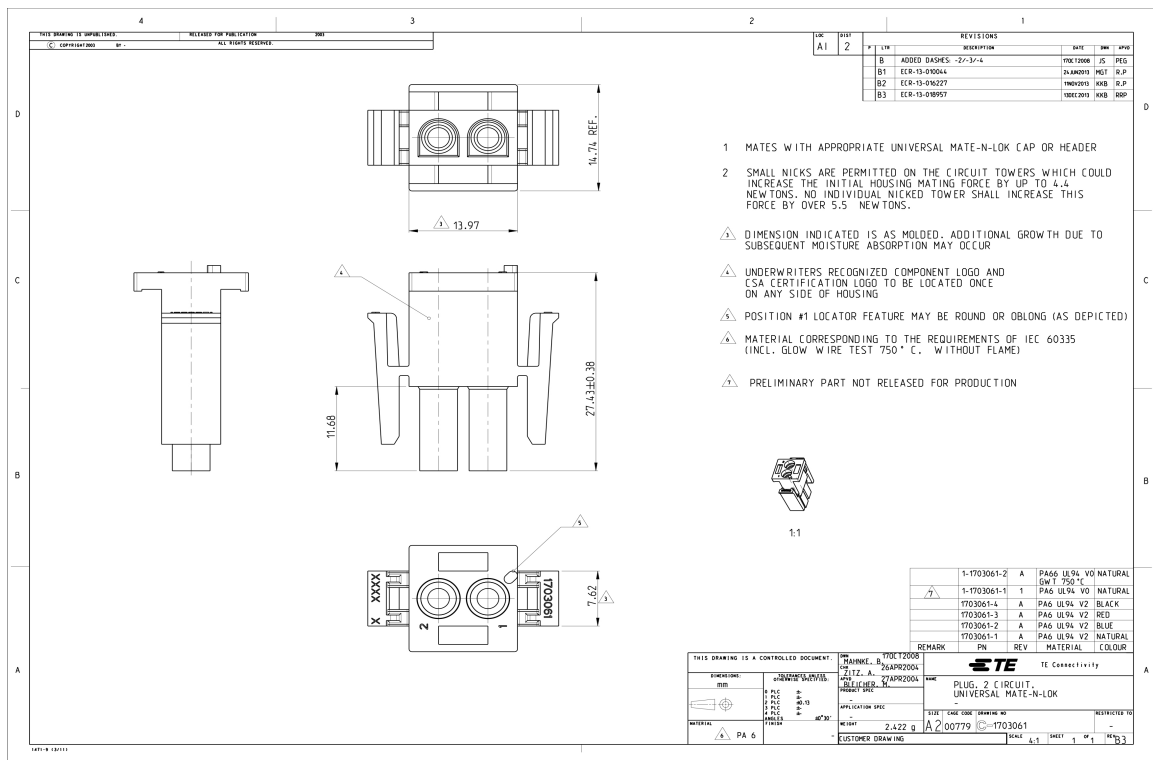 4 3 2 1
THIS DRAWING IS UNPUBLISHED. RELEASED FOR PUBLICATION 2003
© COPYRIGHT 2003 BY - ALL RIGHTS RESERVED.
LOC DIST
AI 2
REVISIONS
P LTR DESCRIPTION DATE DWN APVD
B ADDED DASHES: -2/-3/-4 17OCT2008 JS PEG
B1 ECR-13-010044 24JUN2013 MGT R.P
B2 ECR-13-016227 11NOV2013 KKB R.P
B3 ECR-13-018957 13DEC2013 KKB RRP
D D
14.74 REF.
3 13.97
1 MATES WITH APPROPRIATE UNIVERSAL MATE-N-LOK CAP OR HEADER
2 SMALL NICKS ARE PERMITTED ON THE CIRCUIT TOWERS WHICH COULD
INCREASE THE INITIAL HOUSING MATING FORCE BY UP TO 4.4
NEWTONS. NO INDIVIDUAL NICKED TOWER SHALL INCREASE THIS
FORCE BY OVER 5.5 NEWTONS.
3 DIMENSION INDICATED IS AS MOLDED. ADDITIONAL GROWTH DUE TO
SUBSEQUENT MOISTURE ABSORPTION MAY OCCUR
4 UNDERWRITERS RECOGNIZED COMPONENT LOGO AND
CSA CERTIFICATION LOGO TO BE LOCATED ONCE
ON ANY SIDE OF HOUSING
5 POSITION #1 LOCATOR FEATURE MAY BE ROUND OR OBLONG (AS DEPICTED)
6 MATERIAL CORRESPONDING TO THE REQUIREMENTS OF IEC 60335
(INCL. GLOW WIRE TEST 750° C, WITHOUT FLAME)
7 PRELIMINARY PART NOT RELEASED FOR PRODUCTION
C C
4
11.68
27.43±0.38
B B
1:1
5
X XXXX
2 1
1703061
7.62 3
1-1703061-2 A PA66 UL94 V0 NATURAL
GWT 750°C
7 1-1703061-1 1 PA6 UL94 V0 NATURAL
1703061-4 A PA6 UL94 V2 BLACK
1703061-3 A PA6 UL94 V2 RED
1703061-2 A PA6 UL94 V2 BLUE
1703061-1 A PA6 UL94 V2 NATURAL
REMARK PN REV MATERIAL COLOUR
A A
THIS DRAWING IS A CONTROLLED DOCUMENT.
DIMENSIONS:
mm
TOLERANCES UNLESS
OTHERWISE SPECIFIED:
0 PLC ±-
1 PLC ±-
2 PLC ±0.13
3 PLC ±-
4 PLC ±-
ANGLES ±0°30'
MATERIAL
6 PA 6
FINISH
-
DWN 17OCT2008
MAHNKE. B.
CHK 26APR2004
ZITZ. A.
APVD 27APR2004
BLEICHER. M.
PRODUCT SPEC
-
APPLICATION SPEC
-
WEIGHT 2.422 g
CUSTOMER DRAWING
TE TE Connectivity
NAME
PLUG, 2 CIRCUIT,
UNIVERSAL MATE-N-LOK
-
SIZE CAGE CODE DRAWING NO RESTRICTED TO
A2 00779 C-1703061 -
SCALE 4:1 SHEET 1 OF 1 REV B3
1471-9 (3/11)
4 3 2 1